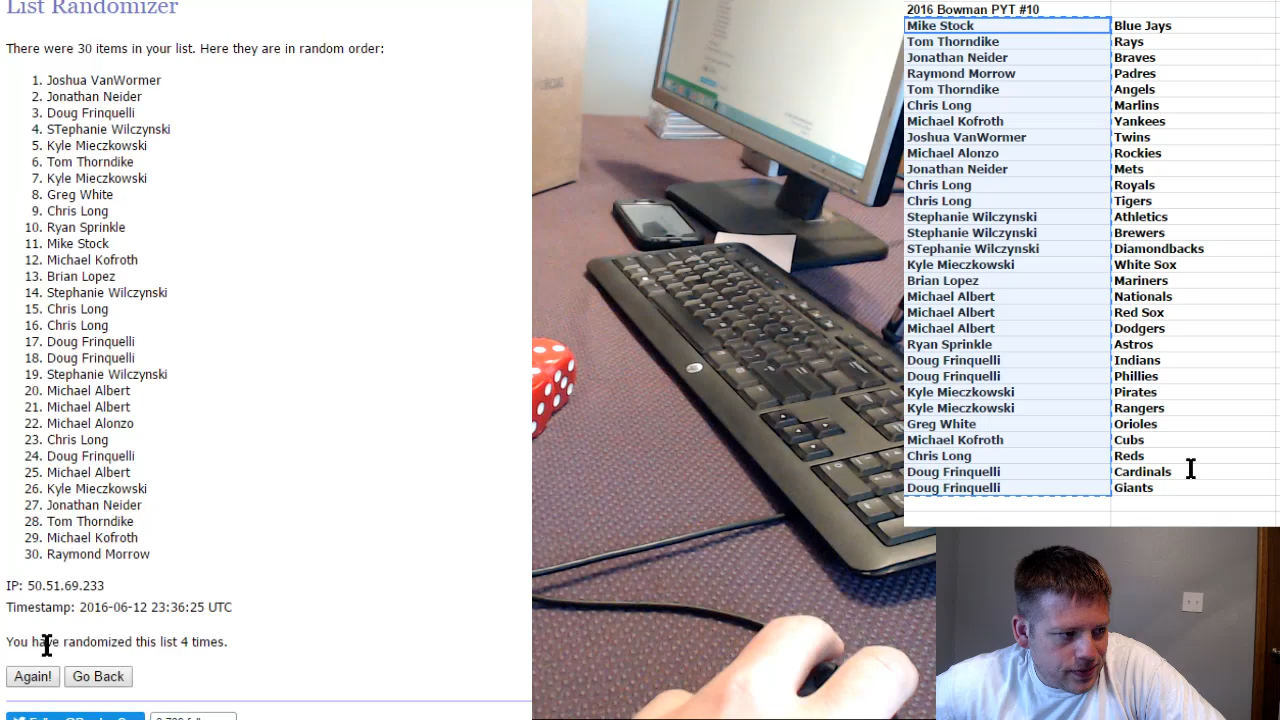 List Randomizer
There were 30 items in your list. Here they are in random order:
1. Joshua VanWormer
2. Jonathan Neider
3. Doug Frinquelli
4. STephanie Wilczynski
5. Kyle Mieczkowski
6. Tom Thorndike
7. Kyle Mieczkowski
8. Greg White
9. Chris Long
10. Ryan Sprinkle
11. Mike Stock
12. Michael Kofroth
13. Brian Lopez
14. Stephanie Wilczynski
15. Chris Long
16. Chris Long
17. Doug Frinquelli
18. Doug Frinquelli
19. Stephanie Wilczynski
20. Michael Albert
21. Michael Albert
22. Michael Alonzo
23. Chris Long
24. Doug Frinquelli
25. Michael Albert
26. Kyle Mieczkowski
27. Jonathan Neider
28. Tom Thorndike
29. Michael Kofroth
30. Raymond Morrow
IP: 50.51.69.233
Timestamp: 2016-06-12 23:36:25 UTC
You have randomized this list 4 times.
Again! Go Back
2016 Bowman PYT #10
Mike Stock Blue Jays
Tom Thorndike Rays
Jonathan Neider Braves
Raymond Morrow Padres
Tom Thorndike Angels
Chris Long Marlins
Michael Kofroth Yankees
Joshua VanWormer Twins
Michael Alonzo Rockies
Jonathan Neider Mets
Chris Long Royals
Chris Long Tigers
Stephanie Wilczynski Athletics
Stephanie Wilczynski Brewers
STephanie Wilczynski Diamondbacks
Kyle Mieczkowski White Sox
Brian Lopez Mariners
Michael Albert Nationals
Michael Albert Red Sox
Michael Albert Dodgers
Ryan Sprinkle Astros
Doug Frinquelli Indians
Doug Frinquelli Phillies
Kyle Mieczkowski Pirates
Kyle Mieczkowski Rangers
Greg White Orioles
Michael Kofroth Cubs
Chris Long Reds
Doug Frinquelli Cardinals
Doug Frinquelli Giants